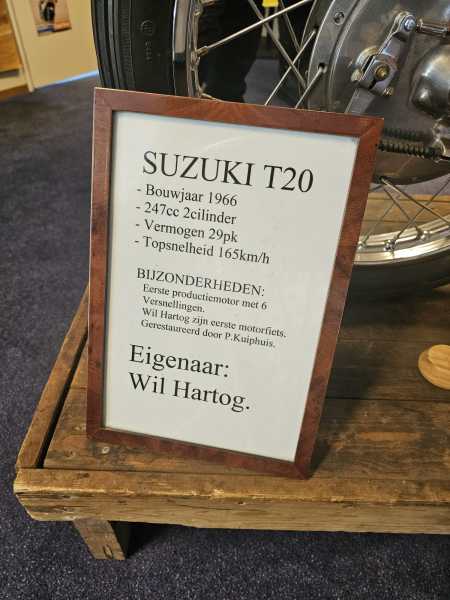 SUZUKI T20
- Bouwjaar 1966
- 247cc 2cilinder
- Vermogen 29pk
- Topsnelheid 165km/h
BIJZONDERHEDEN:
Eerste productiemotor met 6
Versnellingen.
Wil Hartog zijn eerste motorfiets.
Gerestaureerd door P.Kuiphuis.
Eigenaar:
Wil Hartog.